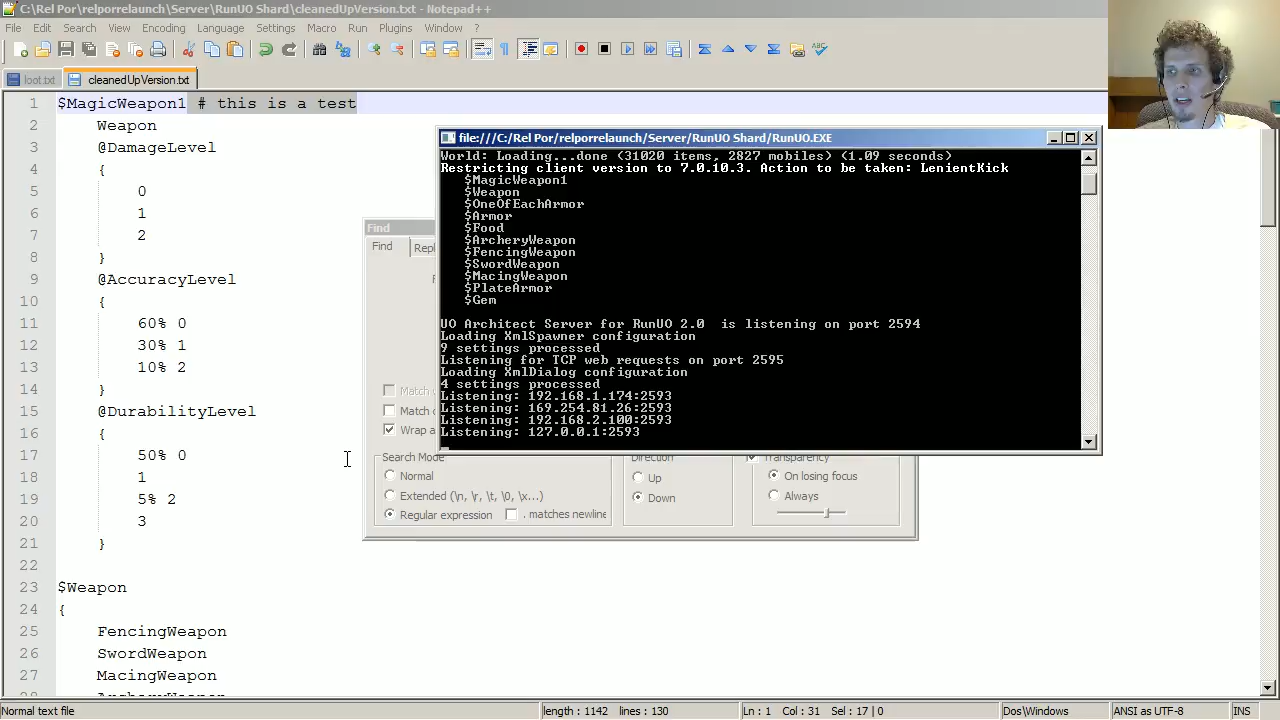 C:\Rel Por\relporrelaunch\Server\RunUO Shard\cleanedUpVersion.txt - Notepad++
File Edit Search View Encoding Language Settings Macro Run Plugins Window ?
loot.txt cleanedUpVersion.txt
1 $MagicWeapon1 # this is a test
2 Weapon
3 @DamageLevel
4 {
5 0
6 1
7 2
8 }
9 @AccuracyLevel
10 {
11 60% 0
12 30% 1
13 10% 2
14 }
15 @DurabilityLevel
16 {
17 50% 0
18 1
19 5% 2
20 3
21 }
22
23 $Weapon
24 {
25 FencingWeapon
26 SwordWeapon
27 MacingWeapon
28
file:///C:/Rel Por/relporrelaunch/Server/RunUO Shard/RunUO.EXE
World: Loading...done (31020 items, 2827 mobiles) (1.09 seconds)
Restricting client version to 7.0.10.3. Action to be taken: LenientKick
$MagicWeapon1
$Weapon
$OneOfEachArmor
$Armor
$Food
$ArcheryWeapon
$FencingWeapon
$SwordWeapon
$MacingWeapon
$PlateArmor
$Gem
UO Architect Server for RunUO 2.0 is listening on port 2594
Loading XmlSpawner configuration
9 settings processed
Listening for TCP web requests on port 2595
Loading XmlDialog configuration
4 settings processed
Listening: 192.168.1.174:2593
Listening: 169.254.81.26:2593
Listening: 192.168.2.100:2593
Listening: 127.0.0.1:2593
Find
Find Repl
Match
Match
Wrap a
Search Mode
Normal
Extended (\n, \r, \t, \0, \x...)
Regular expression . matches newline
Direction
Up
Down
Transparency
On losing focus
Always
Normal text file length : 1142 lines : 130 Ln : 1 Col : 31 Sel : 17 | 0 Dos\Windows ANSI as UTF-8 INS